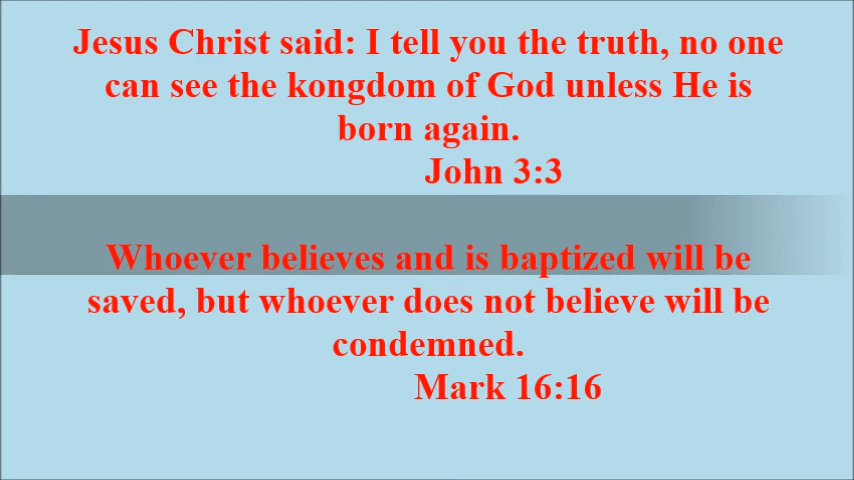 Jesus Christ said: I tell you the truth, no one
can see the kongdom of God unless He is
born again.
John 3:3
Whoever believes and is baptized will be
saved, but whoever does not believe will be
condemned.
Mark 16:16